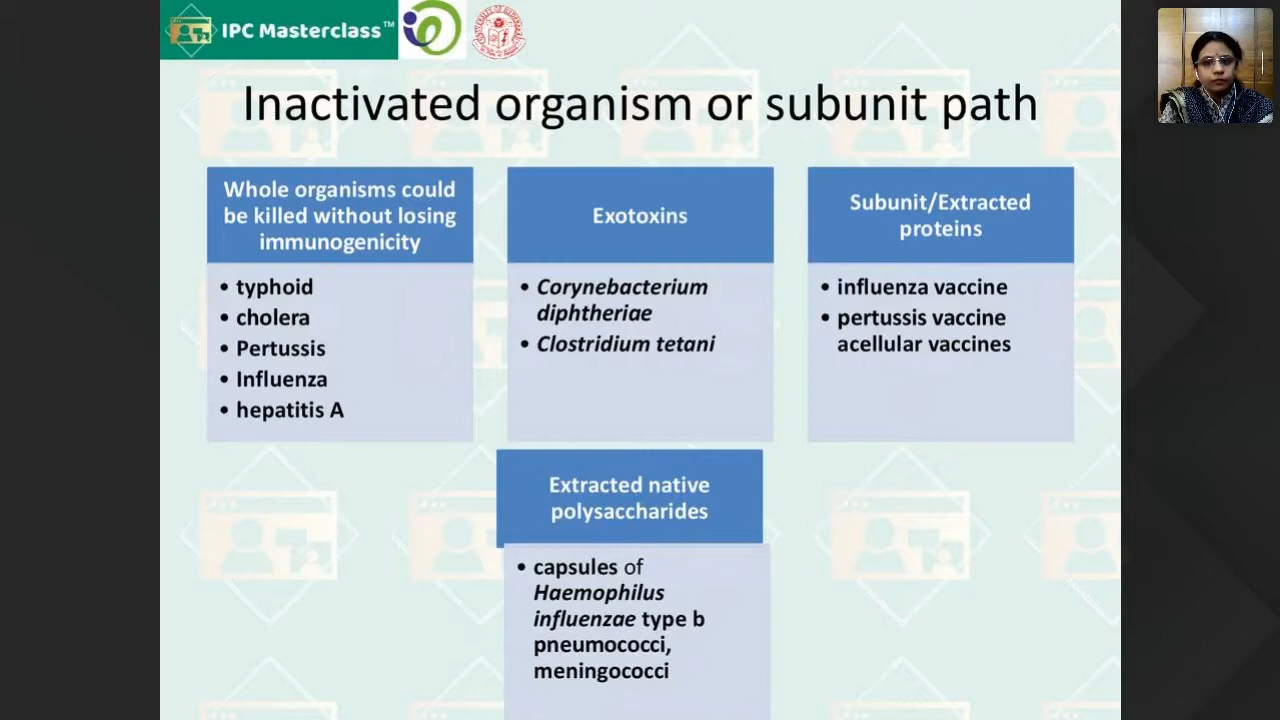 IPC Masterclass™
Inactivated organism or subunit path
Whole organisms could
be killed without losing
immunogenicity
• typhoid
• cholera
• Pertussis
• Influenza
• hepatitis A
Exotoxins
• Corynebacterium
diphtheriae
• Clostridium tetani
Subunit/Extracted
proteins
• influenza vaccine
• pertussis vaccine
acellular vaccines
Extracted native
polysaccharides
• capsules of
Haemophilus
influenzae type b
pneumococci,
meningococci